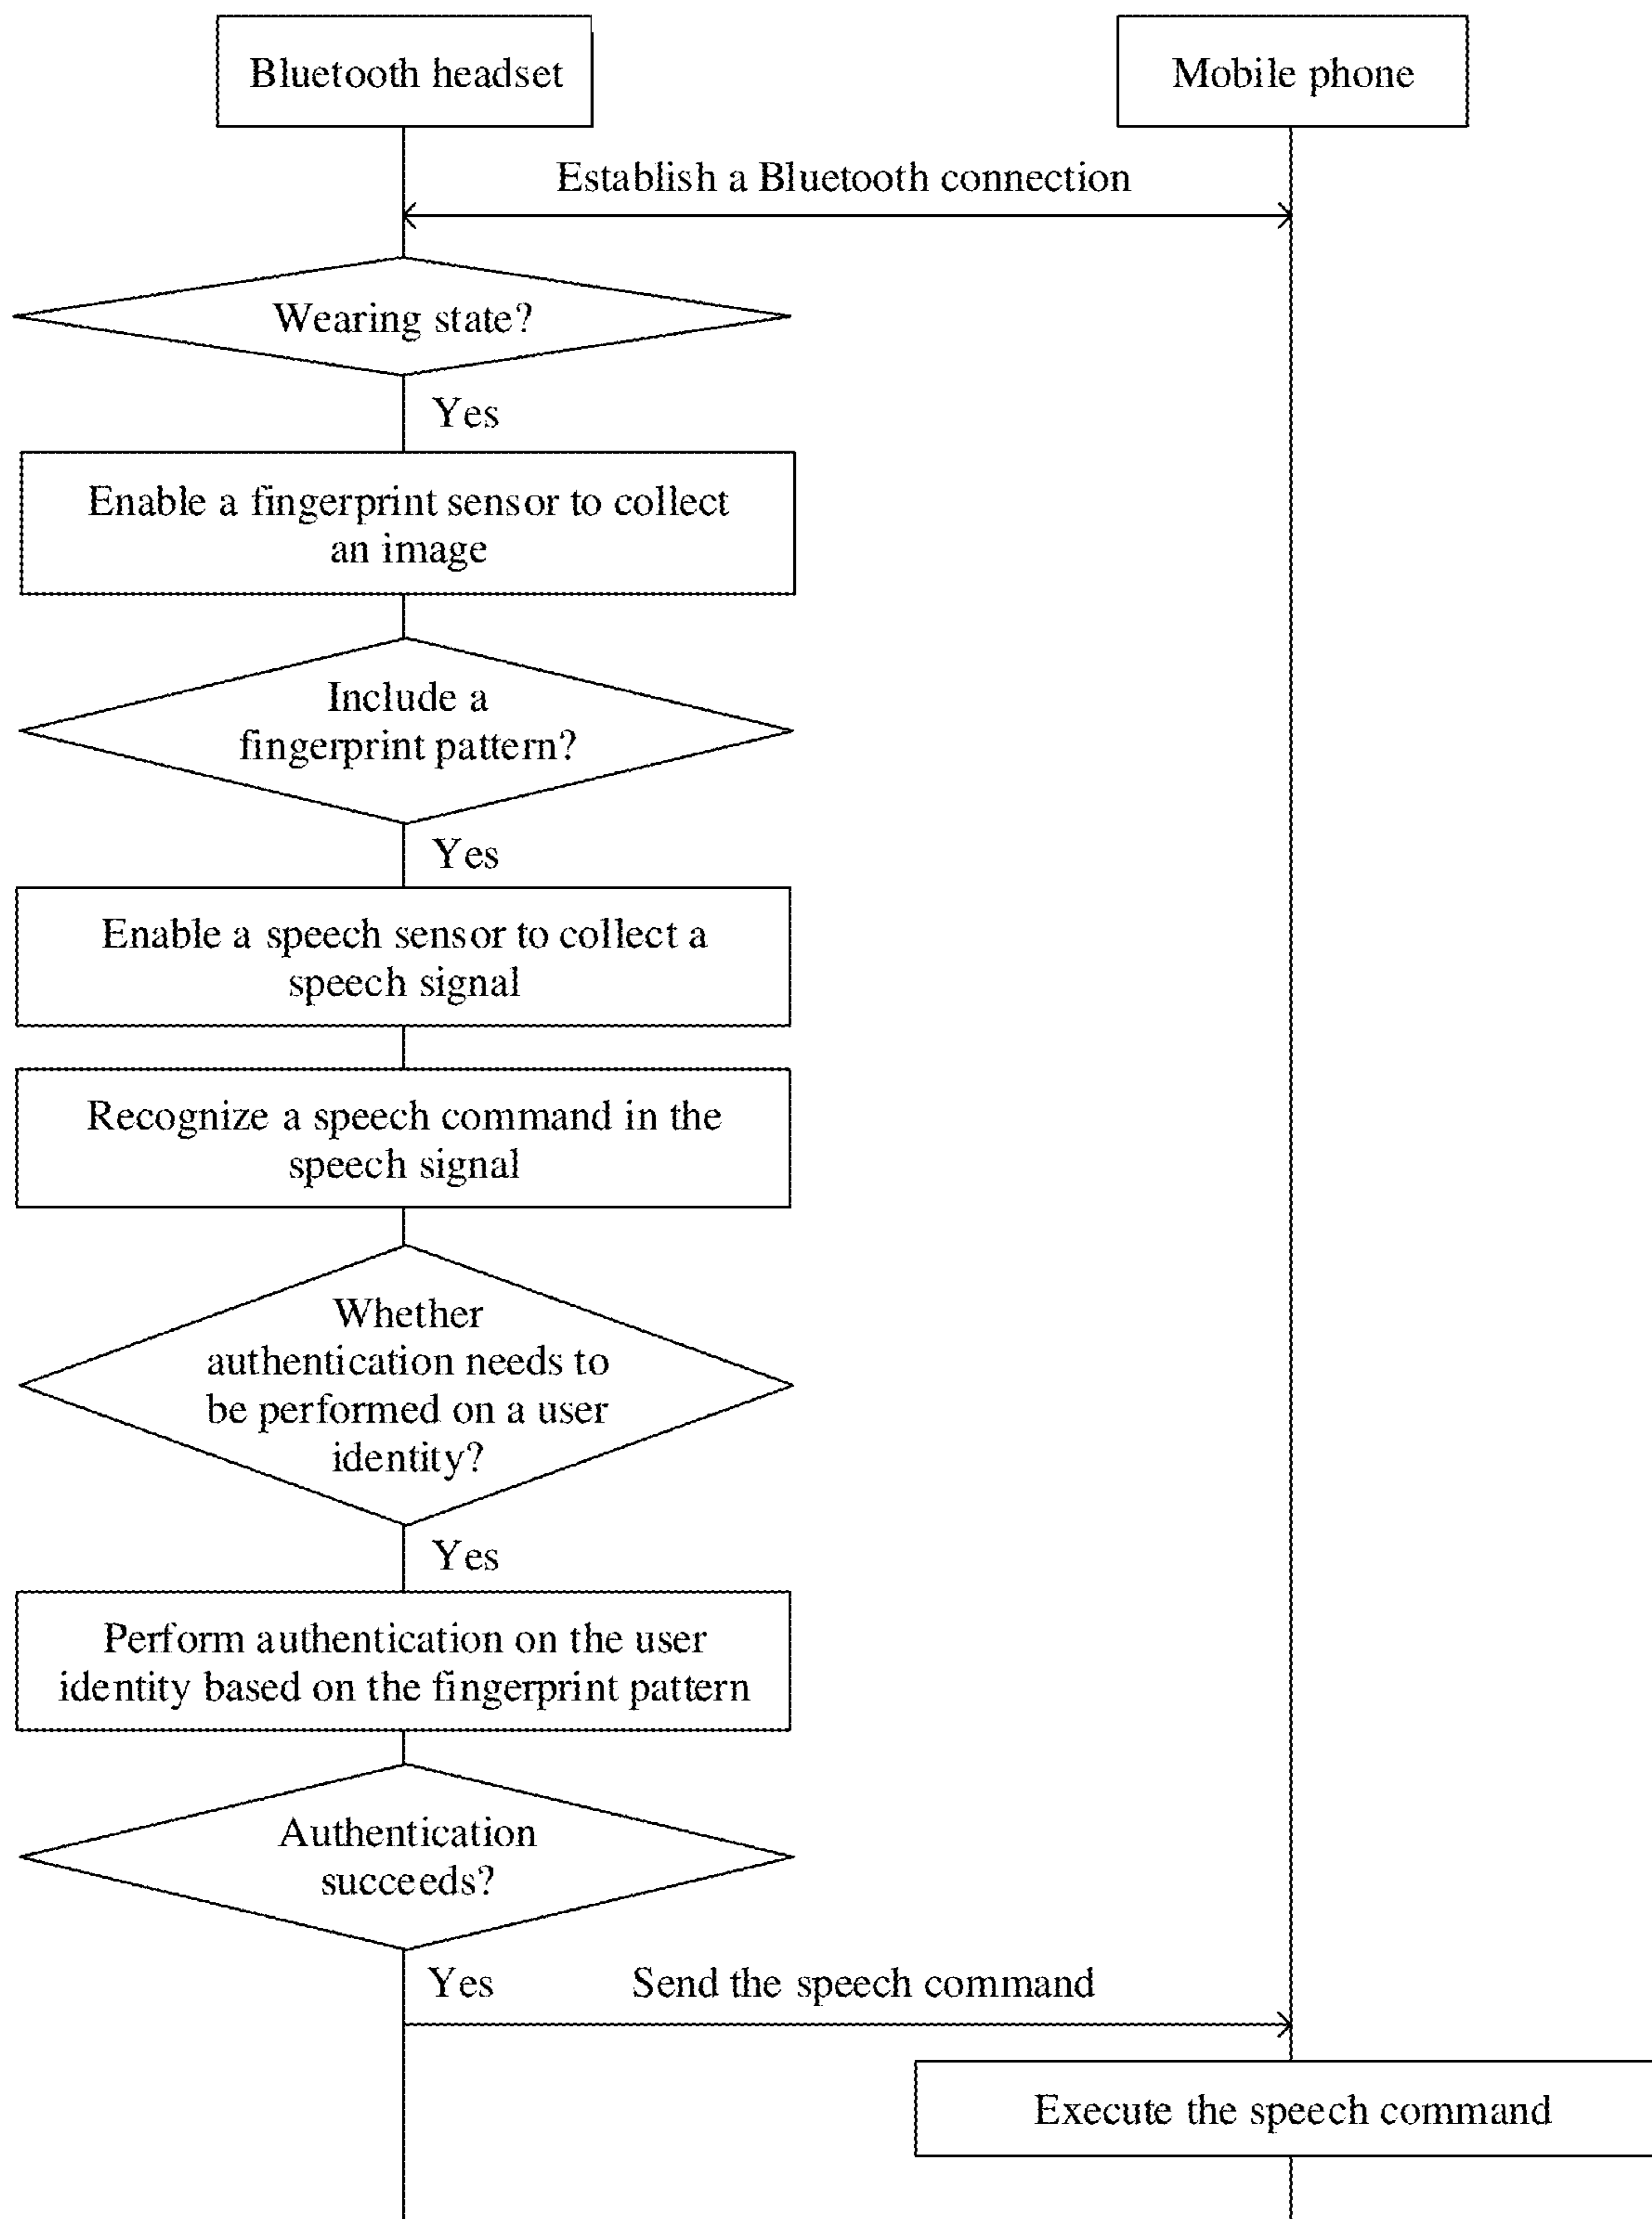 Bluetooth headset
Mobile phone
Establish a Bluetooth connection
Wearing state?
Yes
Enable a fingerprint sensor to collect
an image
Include a
fingerprint pattern?
Yes
Enable a speech sensor to collect a
speech signal
Recognize a speech command in the
speech signal
Whether
authentication needs to
be performed on a user
identity?
Yes
Perform authentication on the user
identity based on the fingerprint pattern
Authentication
succeeds?
Yes
Send the speech command
Execute the speech command